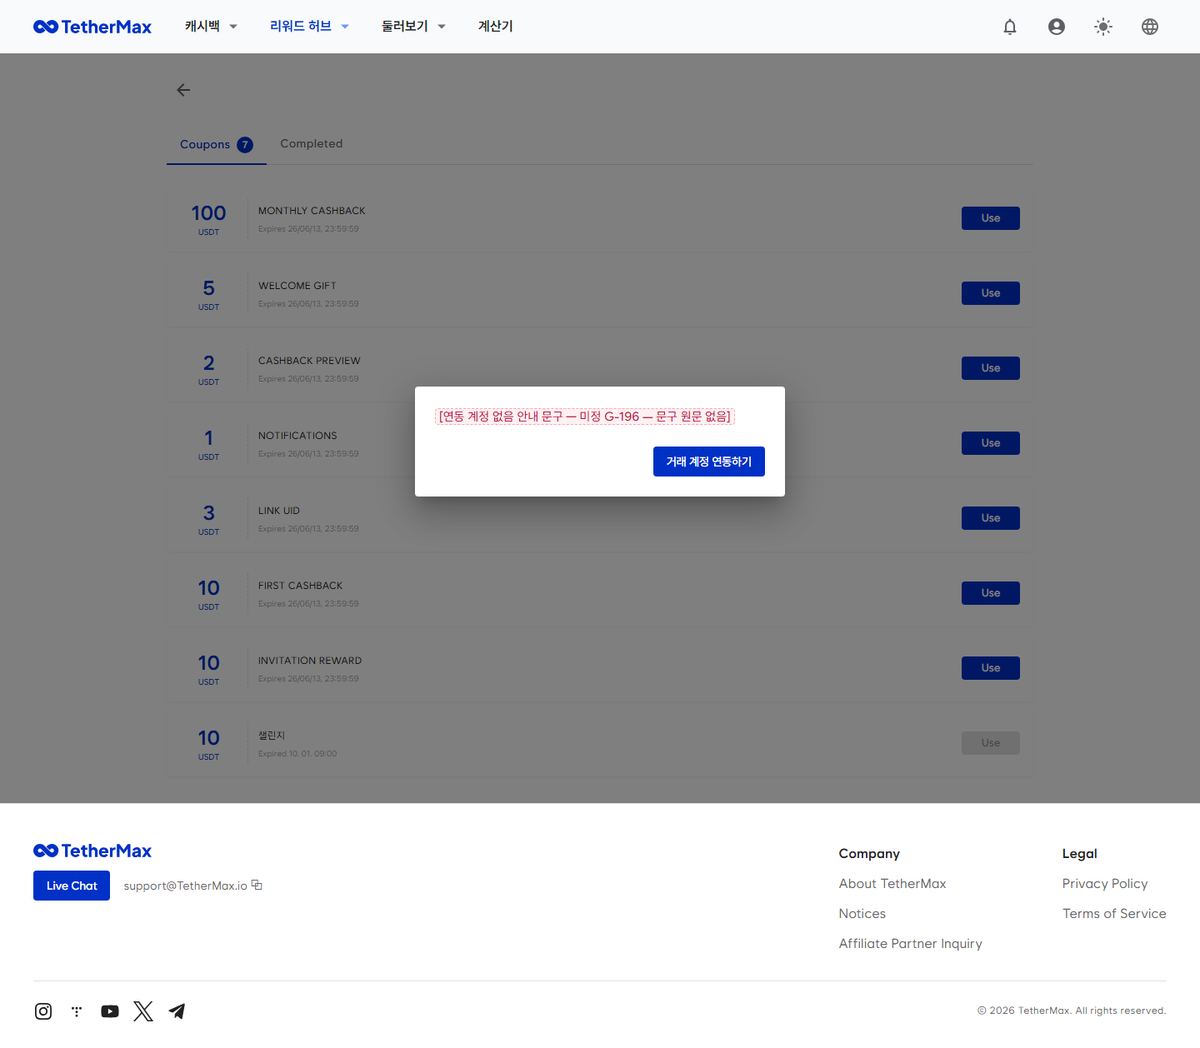 TetherMax
캐시백
리워드 허브
둘러보기
계산기
Coupons 7
Completed
100
USDT
MONTHLY CASHBACK
Expires 26/06/13, 23:59:59
Use
5
USDT
WELCOME GIFT
Expires 26/06/13, 23:59:59
Use
2
USDT
CASHBACK PREVIEW
Expires 26/06/13, 23:59:59
Use
[연동 계정 없음 안내 문구 — 미정 G-196 — 문구 원문 없음]
거래 계정 연동하기
1
USDT
NOTIFICATIONS
Expires 26/06/13, 23:59:59
Use
3
USDT
LINK UID
Expires 26/06/13, 23:59:59
Use
10
USDT
FIRST CASHBACK
Expires 26/06/13, 23:59:59
Use
10
USDT
INVITATION REWARD
Expires 26/06/13, 23:59:59
Use
10
USDT
챌린지
Expired 10. 01. 09:00
Use
TetherMax
Live Chat
support@TetherMax.io
Company
About TetherMax
Notices
Affiliate Partner Inquiry
Legal
Privacy Policy
Terms of Service
© 2026 TetherMax. All rights reserved.